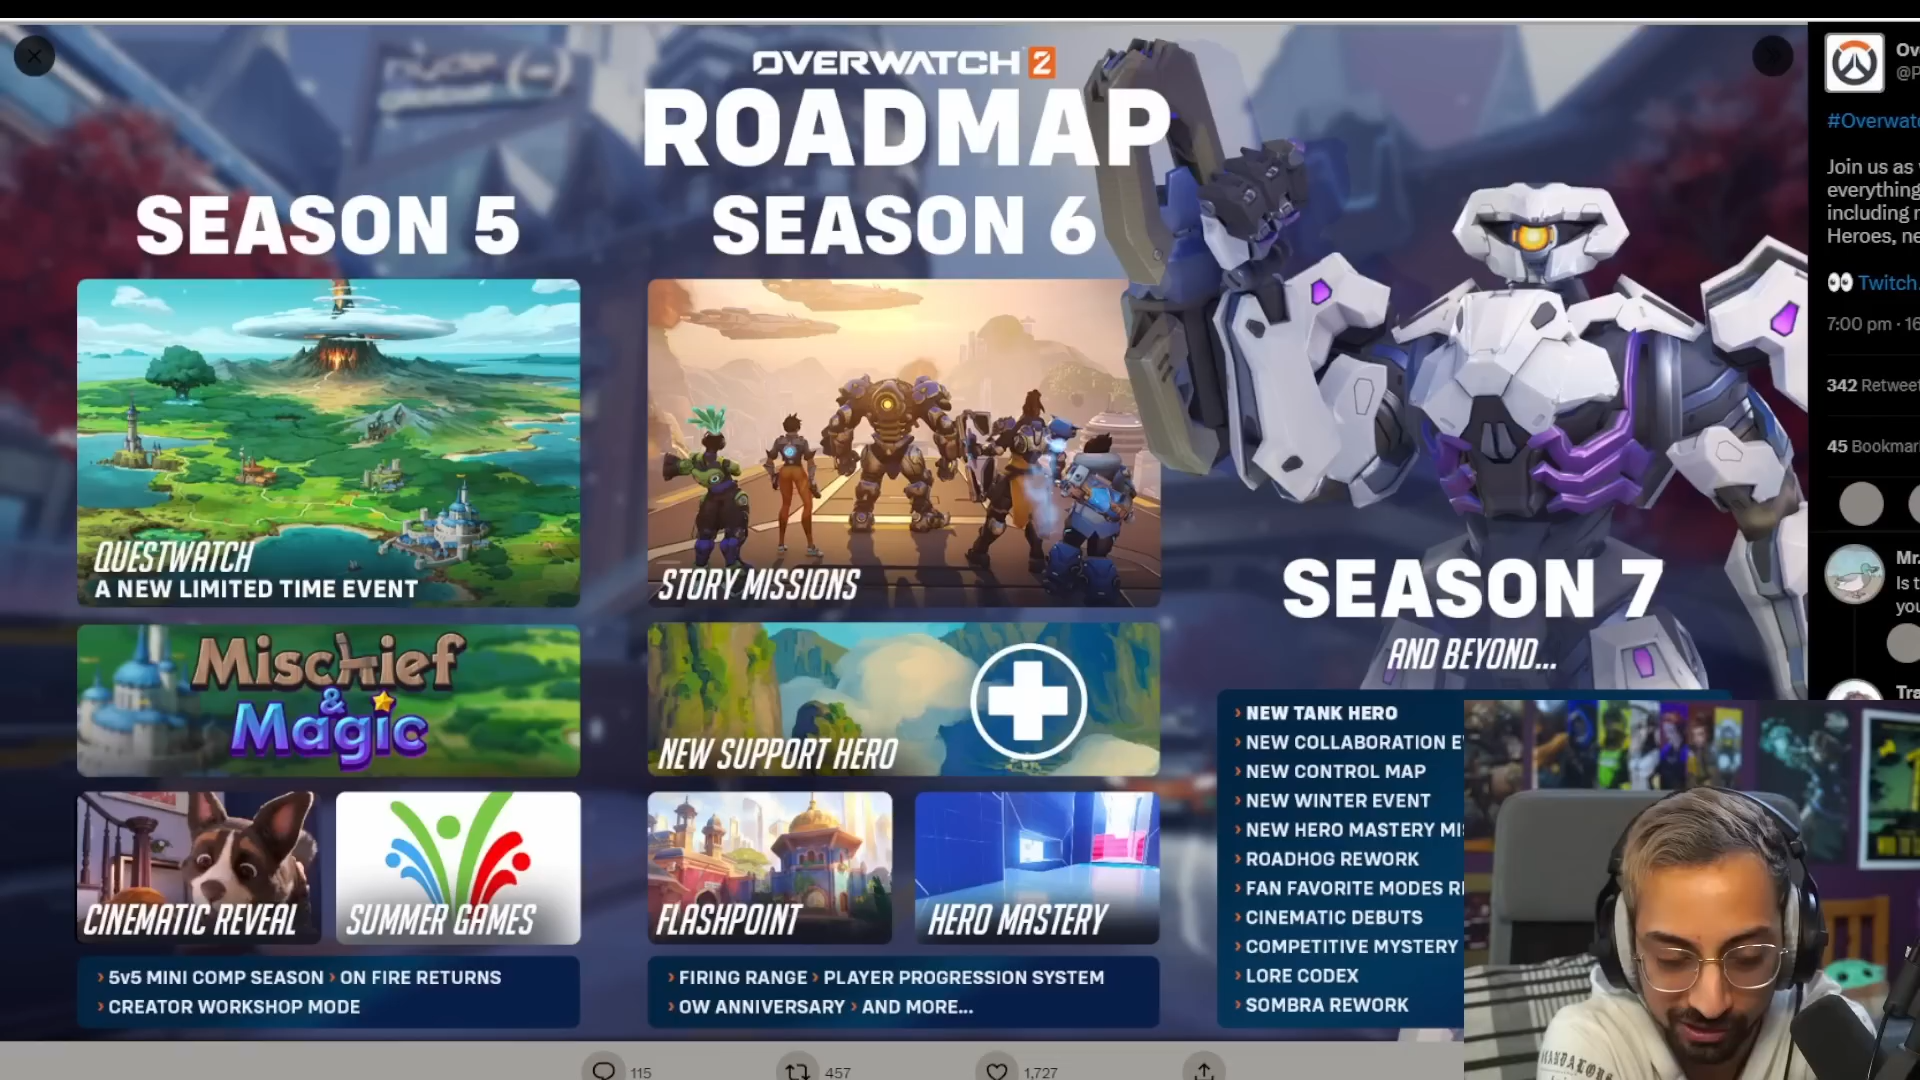 OVERWATCH 2
ROADMAP
SEASON 5
QUESTWATCH
A NEW LIMITED TIME EVENT
Mischief
&
Magic
CINEMATIC REVEAL
SUMMER GAMES
› 5v5 MINI COMP SEASON › ON FIRE RETURNS
› CREATOR WORKSHOP MODE
SEASON 6
STORY MISSIONS
NEW SUPPORT HERO
FLASHPOINT
HERO MASTERY
› FIRING RANGE › PLAYER PROGRESSION SYSTEM
› OW ANNIVERSARY › AND MORE...
SEASON 7
AND BEYOND...
› NEW TANK HERO
› NEW COLLABORATION
› NEW CONTROL MAP
› NEW WINTER EVENT
› NEW HERO MASTERY
› ROADHOG REWORK
› FAN FAVORITE MODES
› CINEMATIC DEBUTS
› COMPETITIVE MYSTERY
› LORE CODEX
› SOMBRA REWORK
#Overwatc
Join us as
everything
including
Heroes,
👀 Twitch.
7:00 pm · 16
342 Retweet
45 Bookmar
Mr.
Is
115
457
1,727